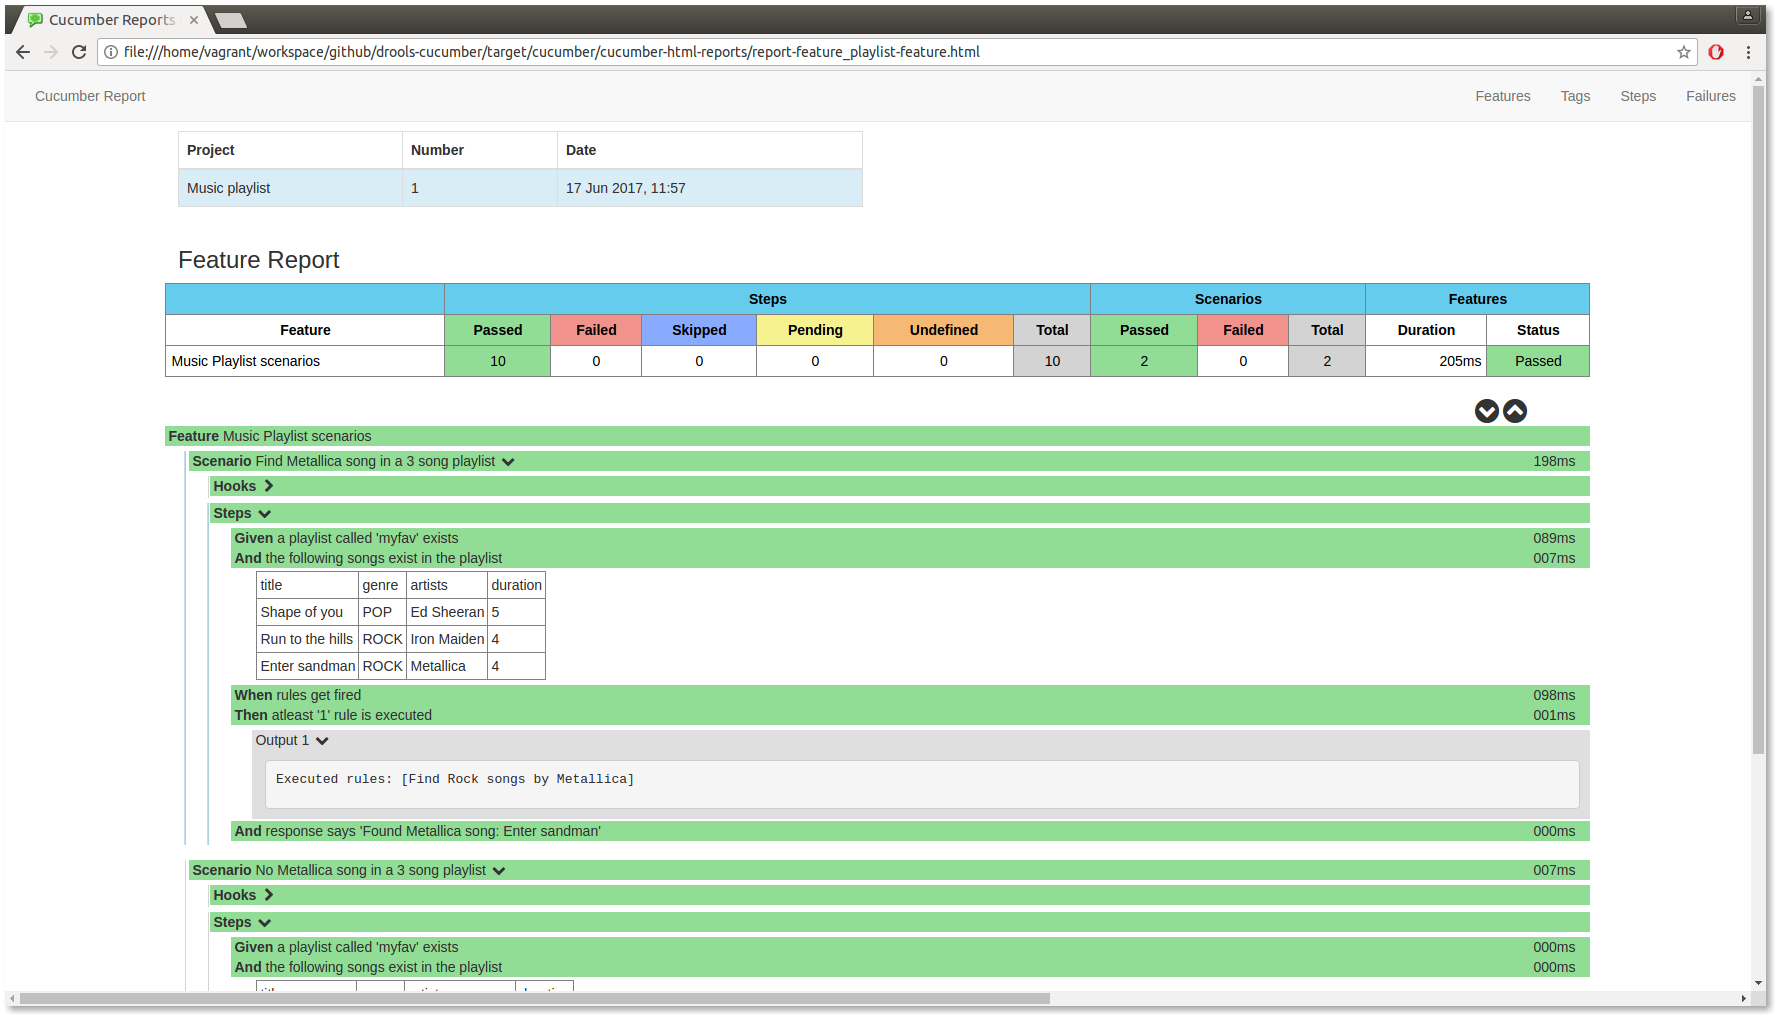 Cucumber Reports
file:///home/vagrant/workspace/github/drools-cucumber/target/cucumber/cucumber-html-reports/report-feature_playlist-feature.html
Cucumber Report Features Tags Steps Failures
Project Number Date
Music playlist 1 17 Jun 2017, 11:57
Feature Report
Steps Scenarios Features
Feature Passed Failed Skipped Pending Undefined Total Passed Failed Total Duration Status
Music Playlist scenarios 10 0 0 0 0 10 2 0 2 205ms Passed
Feature Music Playlist scenarios
Scenario Find Metallica song in a 3 song playlist 198ms
Hooks
Steps
Given a playlist called 'myfav' exists 089ms
And the following songs exist in the playlist 007ms
title genre artists duration
Shape of you POP Ed Sheeran 5
Run to the hills ROCK Iron Maiden 4
Enter sandman ROCK Metallica 4
When rules get fired 098ms
Then atleast '1' rule is executed 001ms
Output 1
Executed rules: [Find Rock songs by Metallica]
And response says 'Found Metallica song: Enter sandman' 000ms
Scenario No Metallica song in a 3 song playlist 007ms
Hooks
Steps
Given a playlist called 'myfav' exists 000ms
And the following songs exist in the playlist 000ms